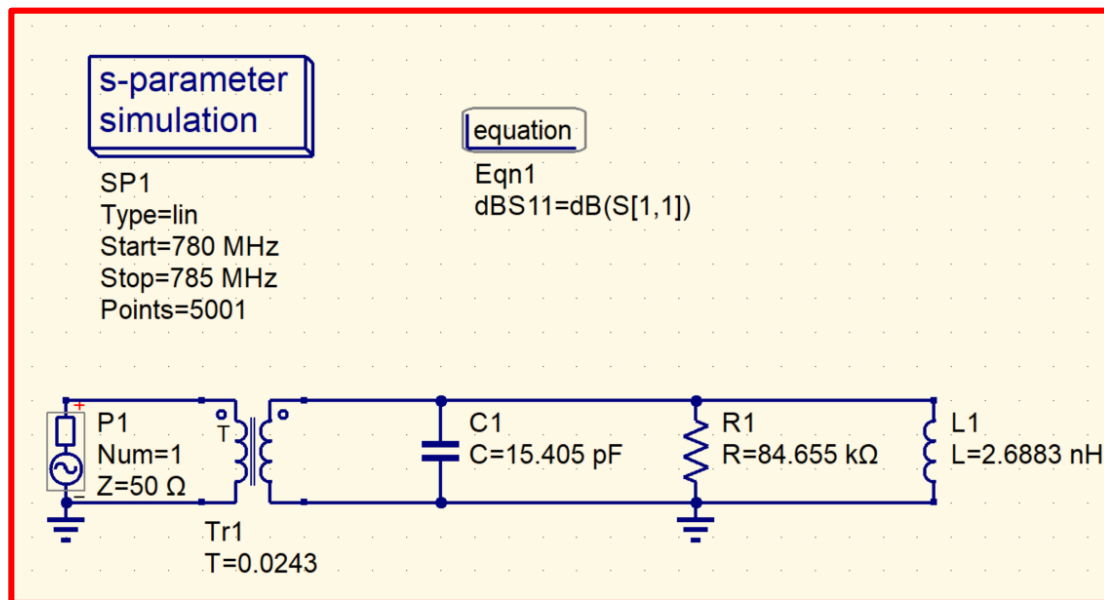 s-parameter
simulation
SP1
Type=lin
Start=780 MHz
Stop=785 MHz
Points=5001
equation
Eqn1
dBS11=dB(S[1,1])
P1
Num=1
Z=50 Ω
T
Tr1
T=0.0243
C1
C=15.405 pF
R1
R=84.655 kΩ
L1
L=2.6883 nH